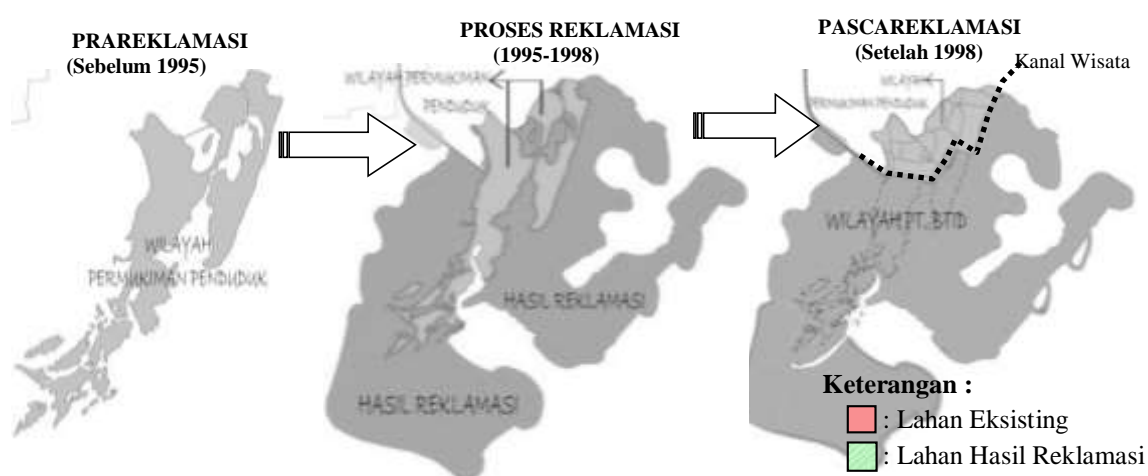 PRAREKLAMASI
(Sebelum 1995)
WILAYAH
PERMUKIMAN PENDUDUK
PROSES REKLAMASI
(1995-1998)
WILAYAH PERMUKIMAN
PENDUDUK
HASIL REKLAMASI
HASIL REKLAMASI
PASCAREKLAMASI
(Setelah 1998)
Kanal Wisata
WILAYAH
PERMUKIMAN PENDUDUK
WILAYAH PT. BTID
Keterangan :
: Lahan Eksisting
: Lahan Hasil Reklamasi